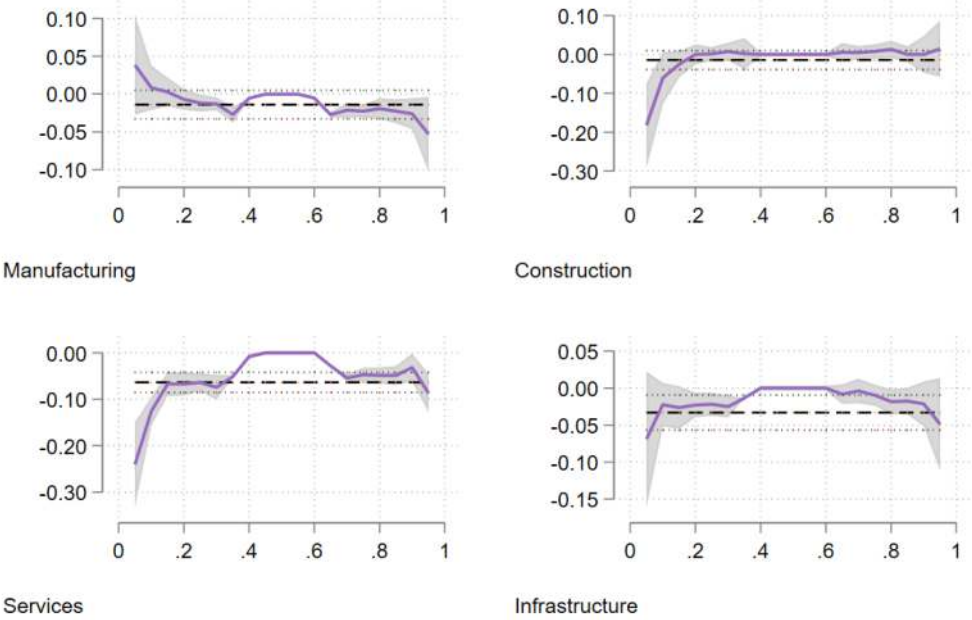 0.10
0.05
0.00
-0.05
-0.10
0 .2 .4 .6 .8 1
Manufacturing
0.10
0.00
-0.10
-0.20
-0.30
0 .2 .4 .6 .8 1
Construction
0.00
-0.10
-0.20
-0.30
0 .2 .4 .6 .8 1
Services
0.05
0.00
-0.05
-0.10
-0.15
0 .2 .4 .6 .8 1
Infrastructure